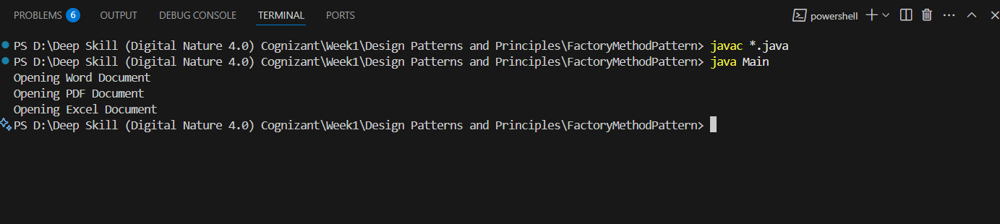 PROBLEMS 6 OUTPUT DEBUG CONSOLE TERMINAL PORTS powershell
PS D:\Deep Skill (Digital Nature 4.0) Cognizant\Week1\Design Patterns and Principles\FactoryMethodPattern> javac *.java
PS D:\Deep Skill (Digital Nature 4.0) Cognizant\Week1\Design Patterns and Principles\FactoryMethodPattern> java Main
Opening Word Document
Opening PDF Document
Opening Excel Document
PS D:\Deep Skill (Digital Nature 4.0) Cognizant\Week1\Design Patterns and Principles\FactoryMethodPattern>